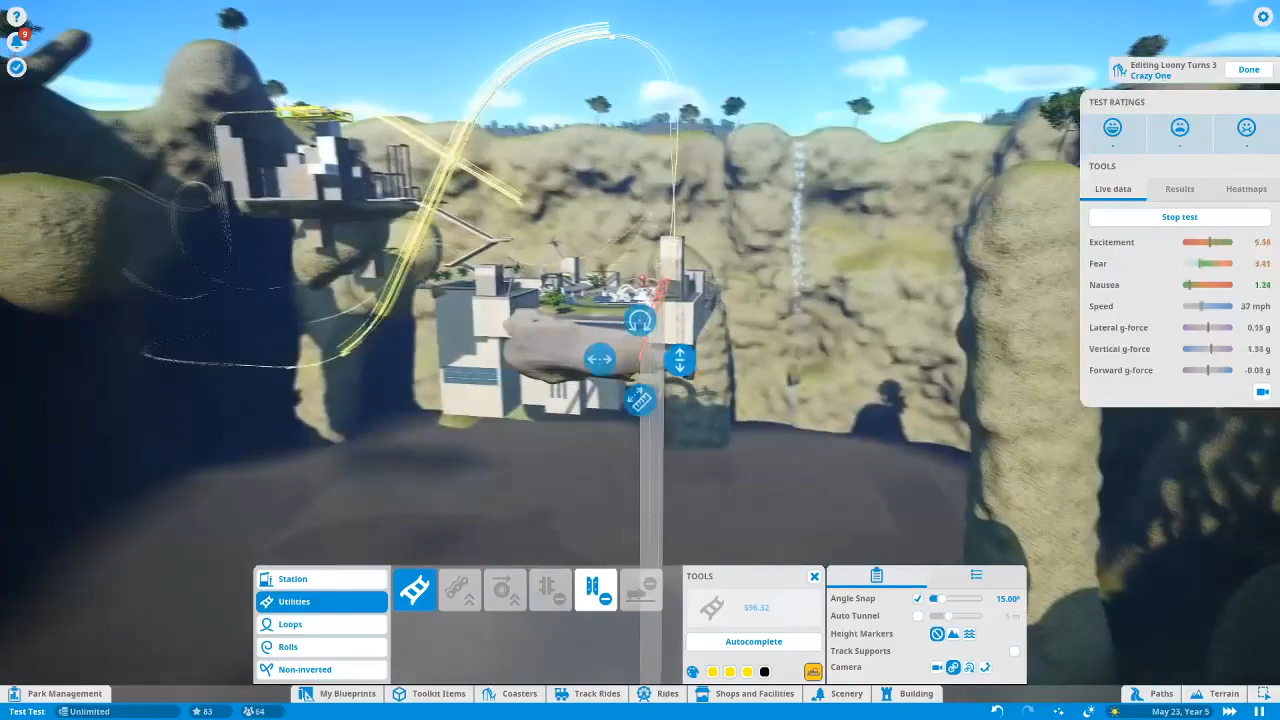 ?
9
Editing Loony Turns 3
Crazy One
Done
TEST RATINGS
- - -
TOOLS
Live data Results Heatmaps
Stop test
Excitement 5.56
Fear 3.41
Nausea 1.24
Speed 37 mph
Lateral g-force
Vertical g-force
Forward g-force -0.03 g
Station
Utilities
Loops
Rolls
Non-inverted
TOOLS
$96.32
Autocomplete
Angle Snap 15.00°
Auto Tunnel 5 m
Height Markers
Track Supports
Camera
Park Management My Blueprints Toolkit Items Coasters Track Rides Rides Shops and Facilities Scenery Building Paths Terrain
Test Test Unlimited 83 64 May 23, Year 5